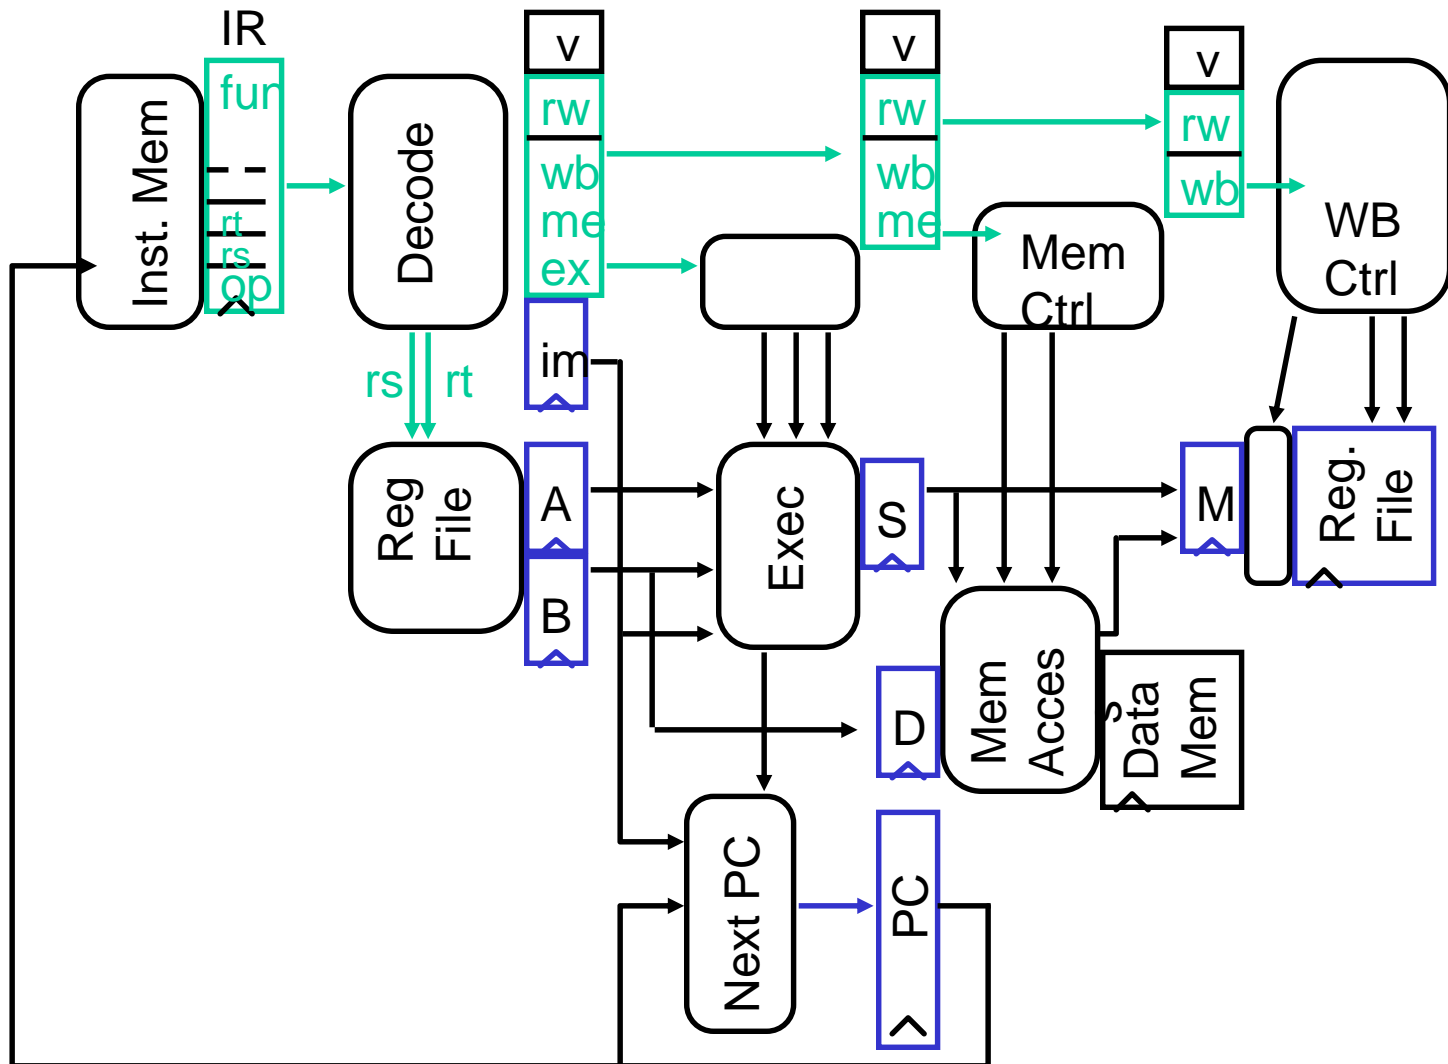 IR
fun
rt
rs
op
Inst. Mem
Decode
rs
rt
Reg
File
v
rw
wb
me
ex
im
A
B
Exec
Next PC
v
rw
wb
me
S
D
PC
Mem
Ctrl
Mem
Acces
s
Data
Mem
v
rw
wb
M
WB
Ctrl
Reg.
File